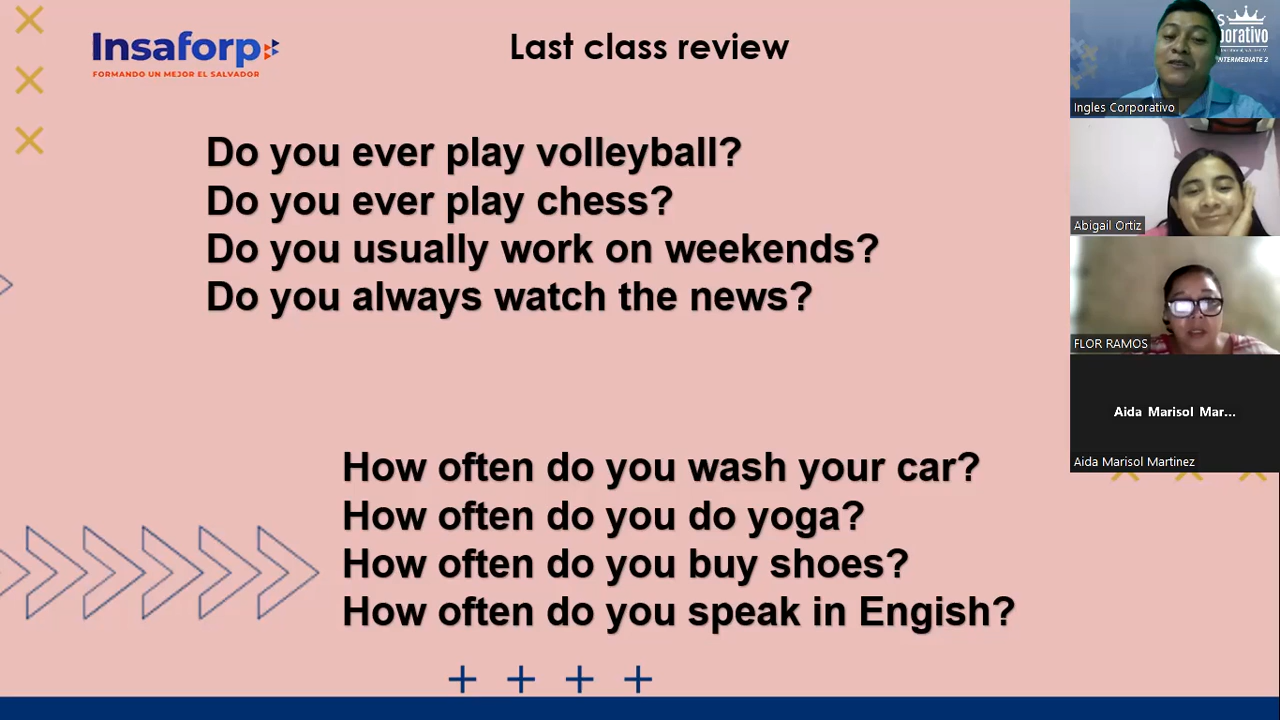 Insaforp
FORMANDO UN MEJOR EL SALVADOR
Last class review
Do you ever play volleyball?
Do you ever play chess?
Do you usually work on weekends?
Do you always watch the news?
How often do you wash your car?
How often do you do yoga?
How often do you buy shoes?
How often do you speak in Engish?
INTERMEDIATE 2
Ingles Corporativo
Abigail Ortiz
FLOR RAMOS
Aida Marisol Mar...
Aida Marisol Martinez